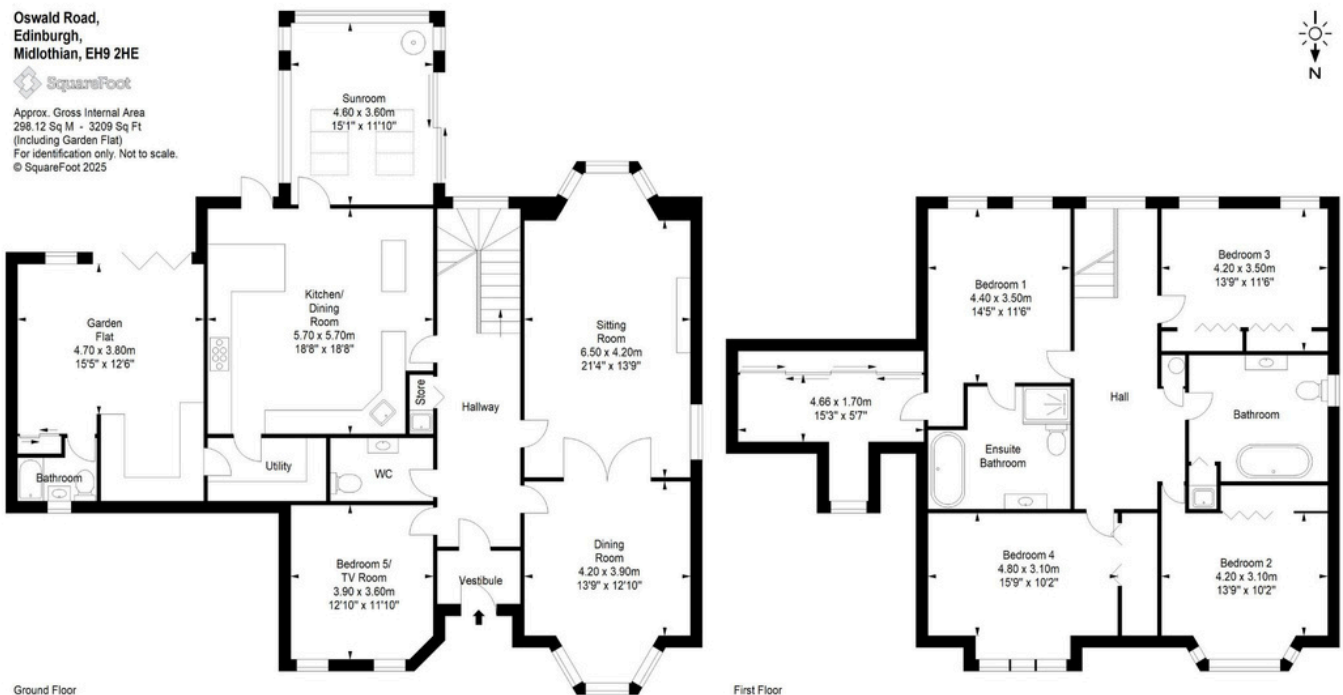 Oswald Road,
Edinburgh,
Midlothian, EH9 2HE
SquareFoot
Approx. Gross Internal Area
298.12 Sq M - 3209 Sq Ft
(Including Garden Flat)
For identification only. Not to scale.
© SquareFoot 2025
N
Sunroom
4.60 x 3.60m
15'1" x 11'10"
Garden
Flat
4.70 x 3.80m
15'5" x 12'6"
Kitchen/
Dining
Room
5.70 x 5.70m
18'8" x 18'8"
Store
Hallway
Sitting
Room
6.50 x 4.20m
21'4" x 13'9"
Bathroom
Utility
WC
Bedroom 5/
TV Room
3.90 x 3.60m
12'10" x 11'10"
Vestibule
Dining
Room
4.20 x 3.90m
13'9" x 12'10"
Ground Floor
Bedroom 1
4.40 x 3.50m
14'5" x 11'6"
Bedroom 3
4.20 x 3.50m
13'9" x 11'6"
4.66 x 1.70m
15'3" x 5'7"
Hall
Bathroom
Ensuite
Bathroom
Bedroom 4
4.80 x 3.10m
15'9" x 10'2"
Bedroom 2
4.20 x 3.10m
13'9" x 10'2"
First Floor